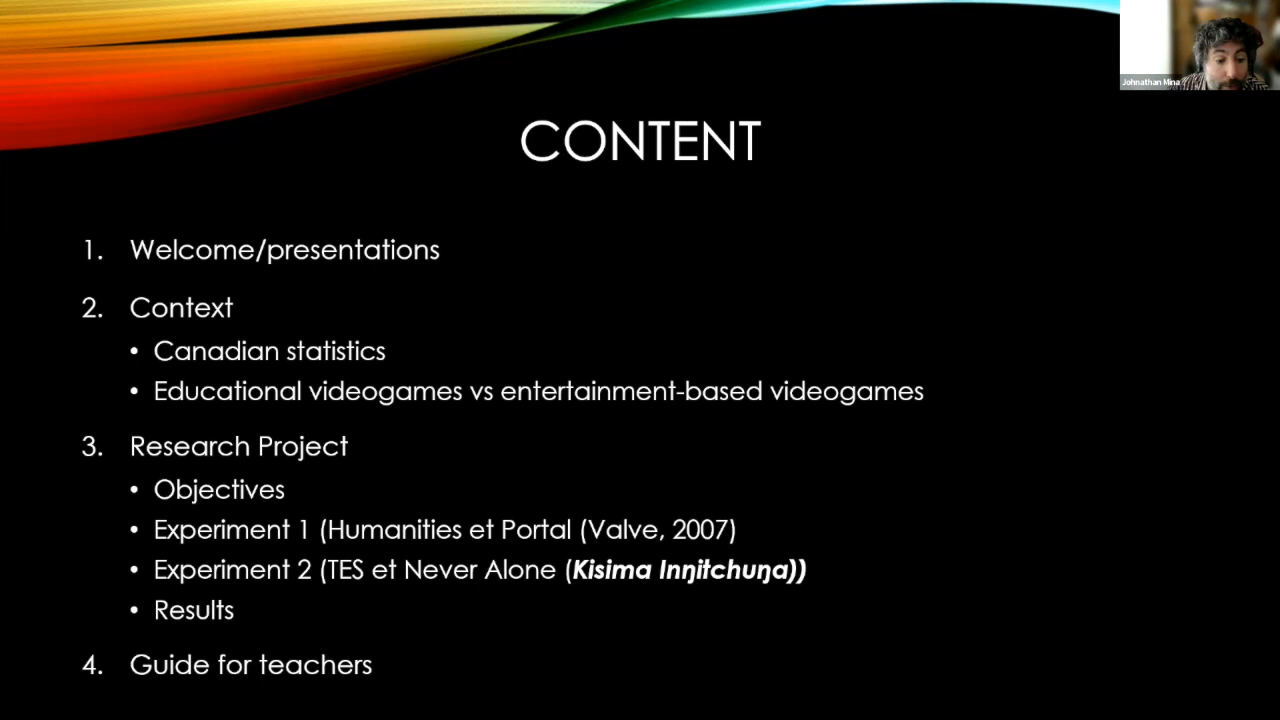 Johnathan Mina
CONTENT
1. Welcome/presentations
2. Context
• Canadian statistics
• Educational videogames vs entertainment-based videogames
3. Research Project
• Objectives
• Experiment 1 (Humanities et Portal (Valve, 2007)
• Experiment 2 (TES et Never Alone (Kisima Inŋitchuŋa))
• Results
4. Guide for teachers